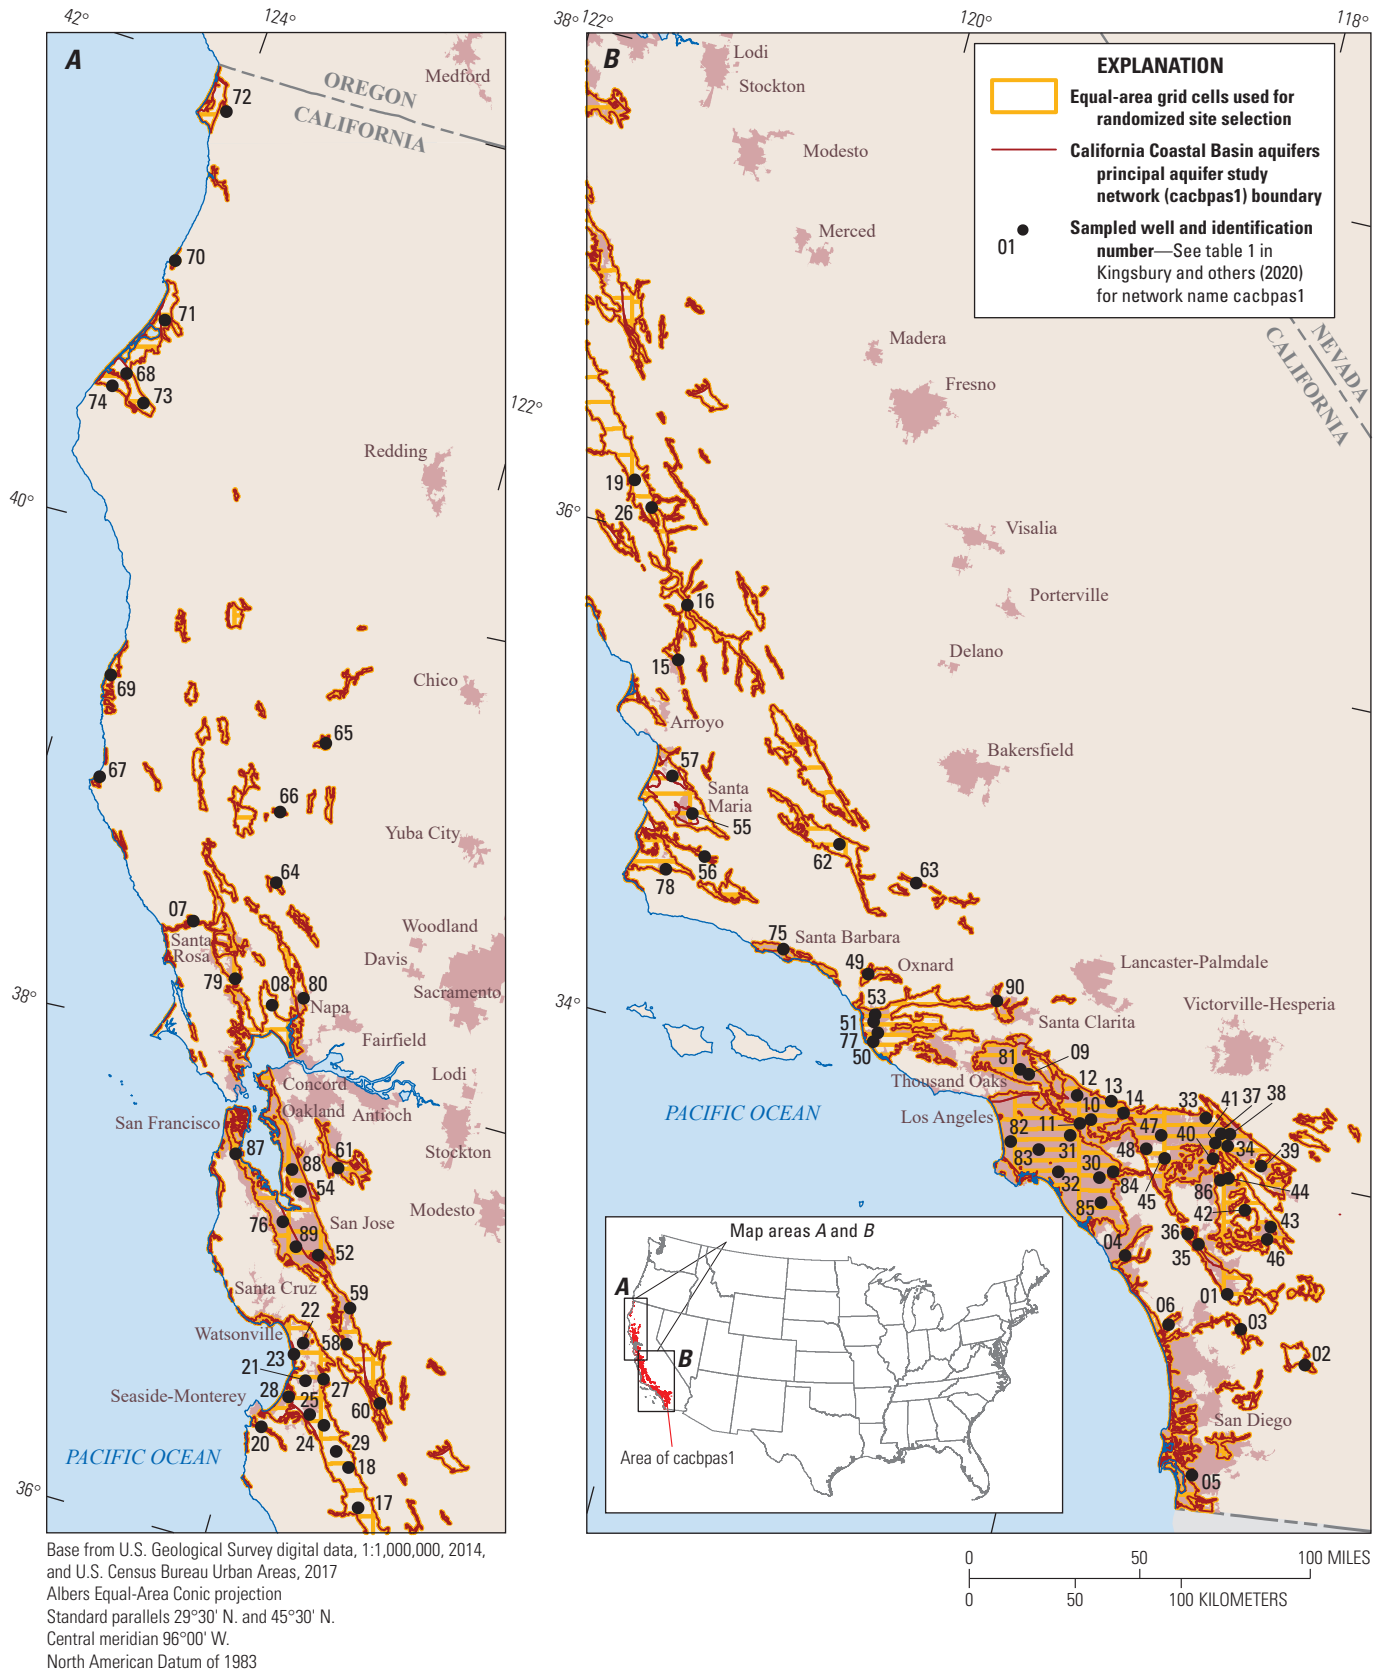 42°
124°
A
Medford
72
OREGON
CALIFORNIA
70
71
68
74
73
122°
Redding
40°
69
Chico
65
67
66
Yuba City
64
07
Santa
Rosa
Woodland
79
Davis
08
80
Sacramento
38°
Napa
Fairfield
Concord
Lodi
Oakland
Antioch
San Francisco
87
61
Stockton
88
54
Modesto
76
San Jose
89
52
Santa Cruz
59
22
Watsonville
58
23
21
28
27
Seaside-Monterey
25
60
20
24
29
PACIFIC OCEAN
18
36°
17
38°
122°
120°
118°
B
Lodi
Stockton
Modesto
Merced
EXPLANATION
Equal-area grid cells used for
randomized site selection
California Coastal Basin aquifers
principal aquifer study
network (cacbpas1) boundary
01
Sampled well and identification
number—See table 1 in
Kingsbury and others (2020)
for network name cacbpas1
NEVADA
CALIFORNIA
Madera
Fresno
19
36°
26
Visalia
Porterville
16
15
Delano
Arroyo
Bakersfield
57
Santa
Maria
55
62
56
63
78
75
Santa Barbara
49
Oxnard
Lancaster-Palmdale
53
90
Victorville-Hesperia
34°
51
Santa Clarita
77
50
81
09
Thousand Oaks
12
13
14
33
41
37
38
10
11
Los Angeles
PACIFIC OCEAN
82
47
40
34
83
31
48
39
30
32
84
45
86
44
85
42
43
36
04
35
46
01
06
03
02
San Diego
05
Map areas A and B
A
B
Area of cacbpas1
Base from U.S. Geological Survey digital data, 1:1,000,000, 2014,
and U.S. Census Bureau Urban Areas, 2017
Albers Equal-Area Conic projection
Standard parallels 29°30' N. and 45°30' N.
Central meridian 96°00' W.
North American Datum of 1983
0 50 100 MILES
0 50 100 KILOMETERS